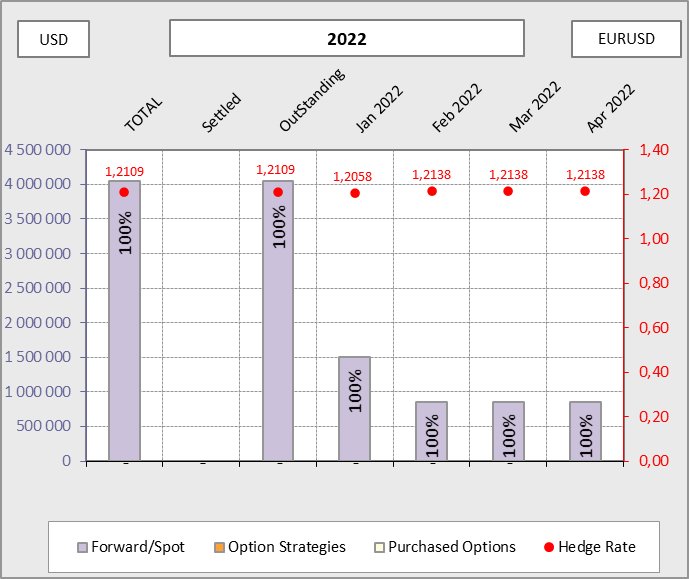 USD
2022
EURUSD
TOTAL
Settled
OutStanding
Jan 2022
Feb 2022
Mar 2022
Apr 2022
4 500 000
4 000 000
3 500 000
3 000 000
2 500 000
2 000 000
1 500 000
1 000 000
500 000
0
1,2109
1,2109
1,2058
1,2138
1,2138
1,2138
100%
100%
100%
100%
100%
100%
1,40
1,20
1,00
0,80
0,60
0,40
0,20
0,00
Forward/Spot
Option Strategies
Purchased Options
Hedge Rate